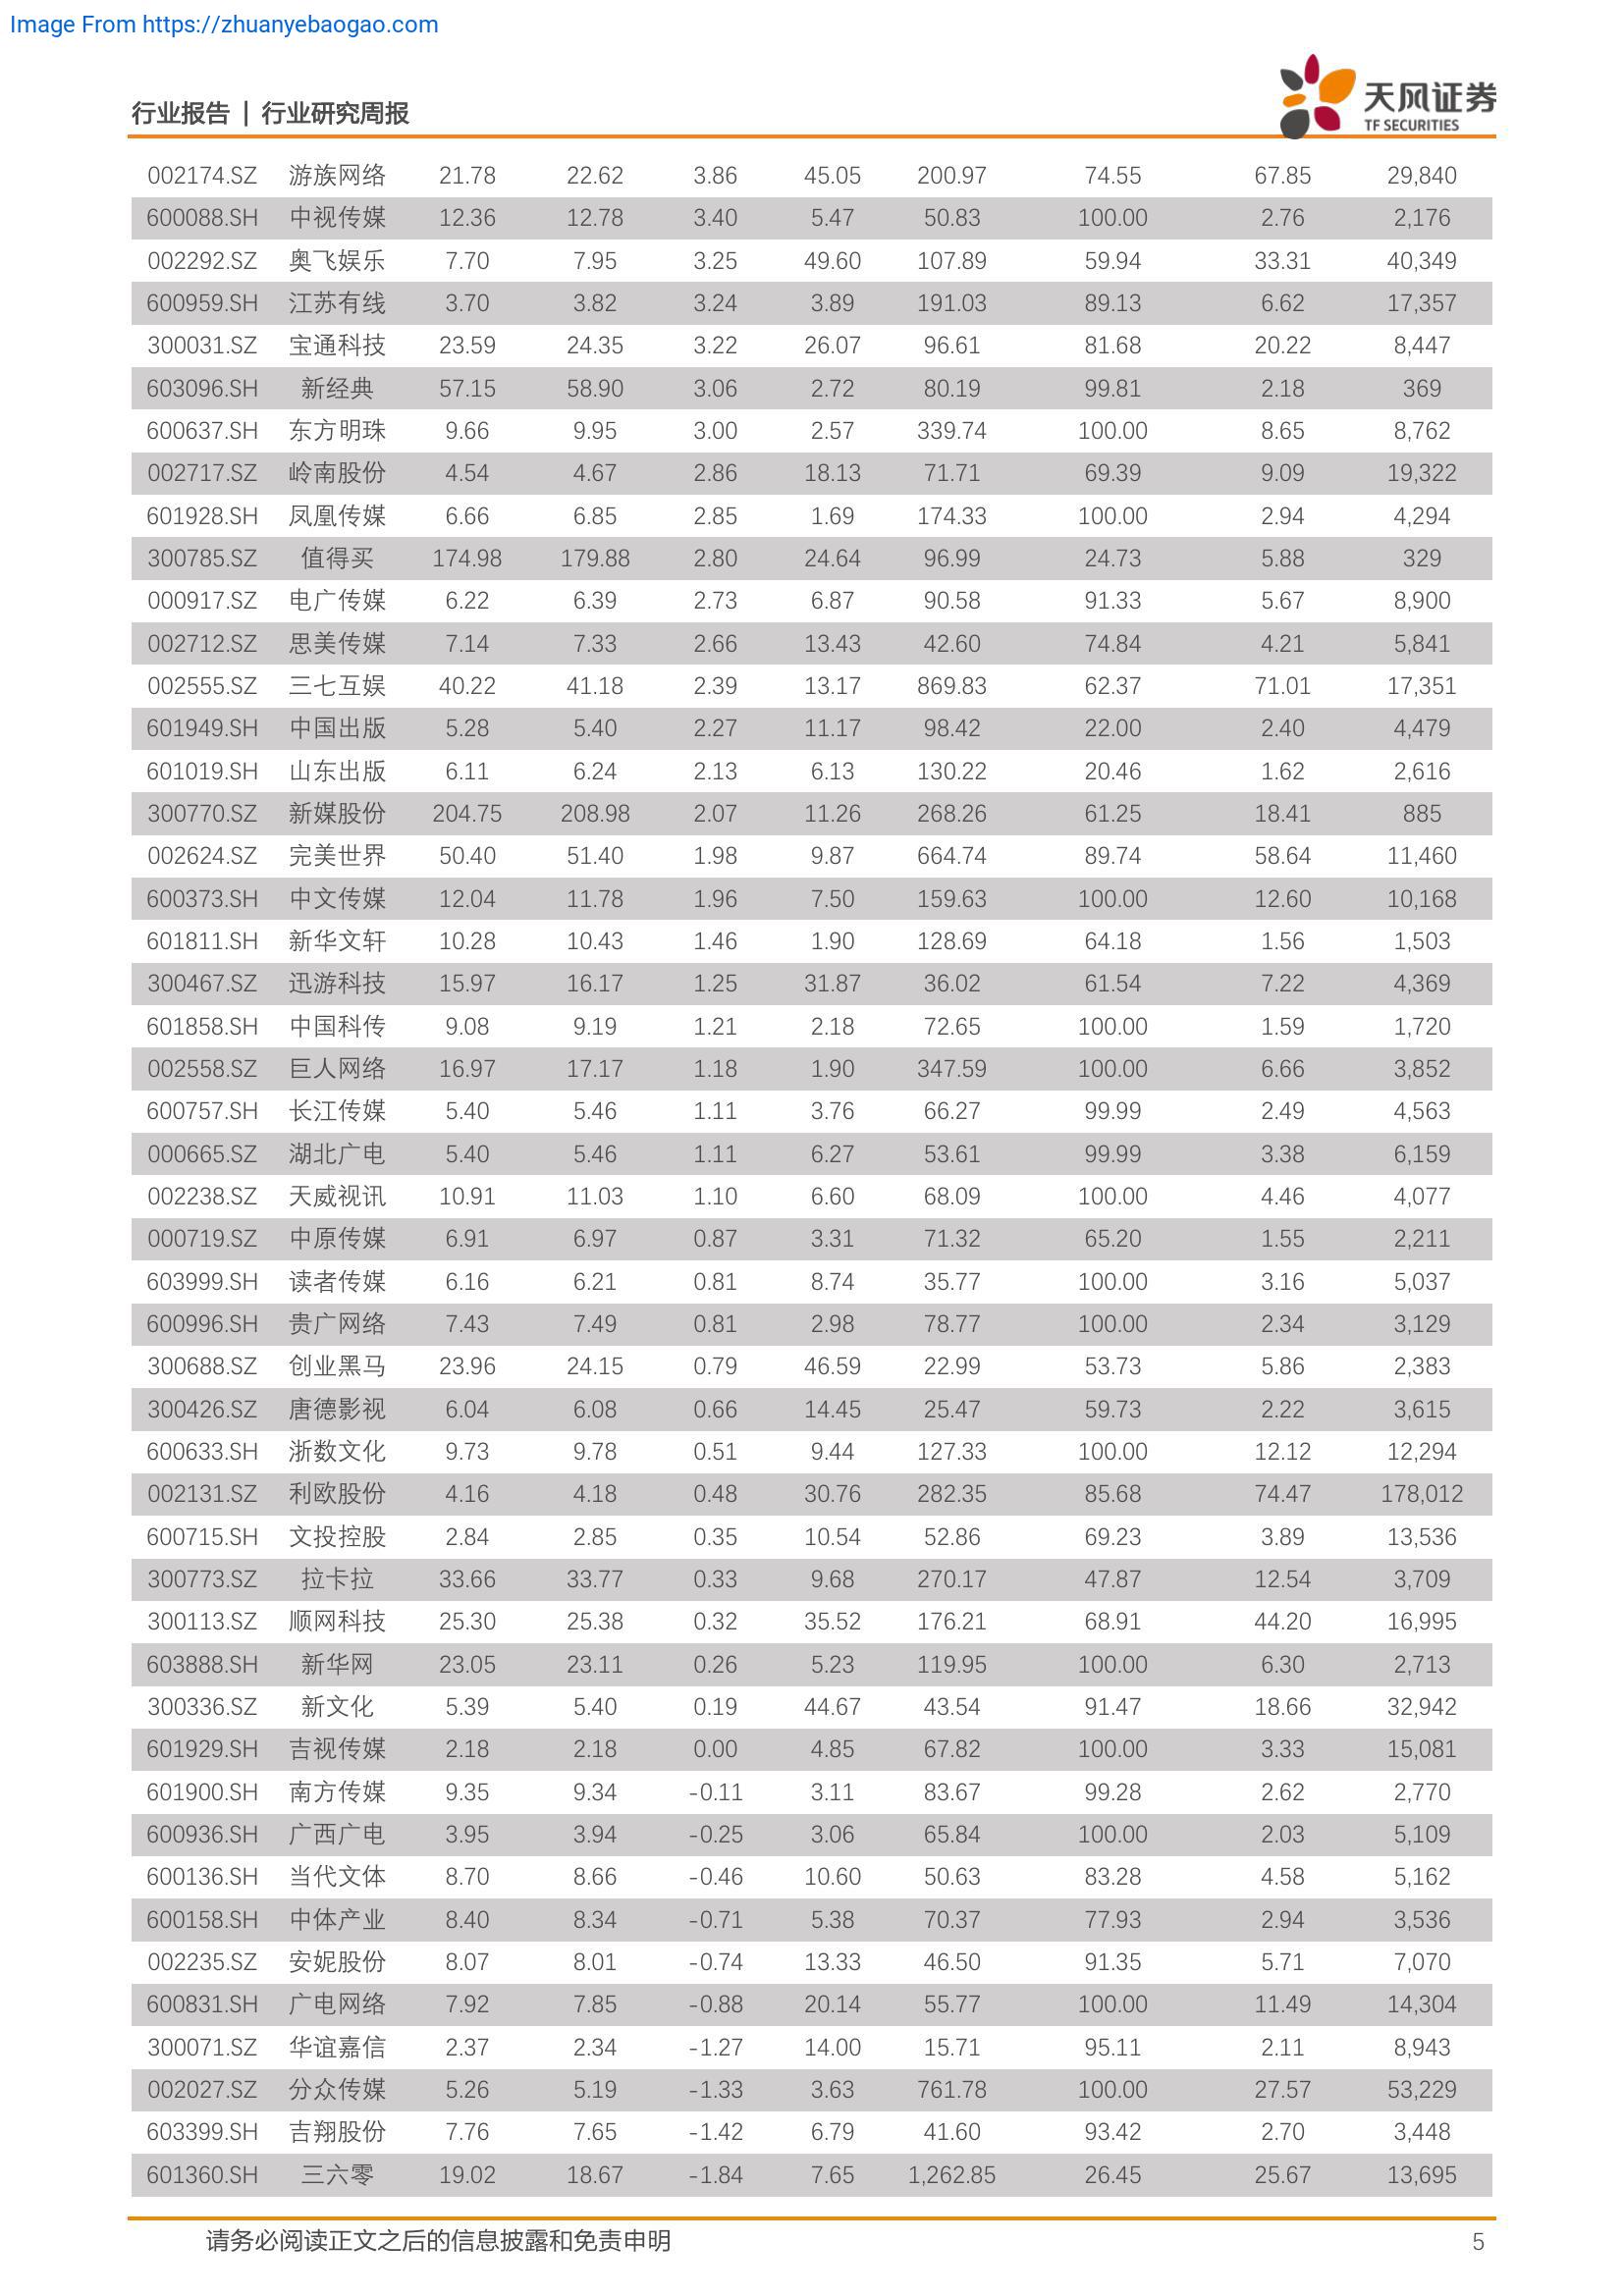 Image From https://zhuanyebaogao.com
行业报告 | 行业研究周报
天风证券
TF SECURITIES
002174.SZ 游族网络 21.78 22.62 3.86 45.05 200.97 74.55 67.85 29,840
600088.SH 中视传媒 12.36 12.78 3.40 5.47 50.83 100.00 2.76 2,176
002292.SZ 奥飞娱乐 7.70 7.95 3.25 49.60 107.89 59.94 33.31 40,349
600959.SH 江苏有线 3.70 3.82 3.24 3.89 191.03 89.13 6.62 17,357
300031.SZ 宝通科技 23.59 24.35 3.22 26.07 96.61 81.68 20.22 8,447
603096.SH 新经典 57.15 58.90 3.06 2.72 80.19 99.81 2.18 369
600637.SH 东方明珠 9.66 9.95 3.00 2.57 339.74 100.00 8.65 8,762
002717.SZ 岭南股份 4.54 4.67 2.86 18.13 71.71 69.39 9.09 19,322
601928.SH 凤凰传媒 6.66 6.85 2.85 1.69 174.33 100.00 2.94 4,294
300785.SZ 值得买 174.98 179.88 2.80 24.64 96.99 24.73 5.88 329
000917.SZ 电广传媒 6.22 6.39 2.73 6.87 90.58 91.33 5.67 8,900
002712.SZ 思美传媒 7.14 7.33 2.66 13.43 42.60 74.84 4.21 5,841
002555.SZ 三七互娱 40.22 41.18 2.39 13.17 869.83 62.37 71.01 17,351
601949.SH 中国出版 5.28 5.40 2.27 11.17 98.42 22.00 2.40 4,479
601019.SH 山东出版 6.11 6.24 2.13 6.13 130.22 20.46 1.62 2,616
300770.SZ 新媒股份 204.75 208.98 2.07 11.26 268.26 61.25 18.41 885
002624.SZ 完美世界 50.40 51.40 1.98 9.87 664.74 89.74 58.64 11,460
600373.SH 中文传媒 12.04 11.78 1.96 7.50 159.63 100.00 12.60 10,168
601811.SH 新华文轩 10.28 10.43 1.46 1.90 128.69 64.18 1.56 1,503
300467.SZ 迅游科技 15.97 16.17 1.25 31.87 36.02 61.54 7.22 4,369
601858.SH 中国科传 9.08 9.19 1.21 2.18 72.65 100.00 1.59 1,720
002558.SZ 巨人网络 16.97 17.17 1.18 1.90 347.59 100.00 6.66 3,852
600757.SH 长江传媒 5.40 5.46 1.11 3.76 66.27 99.99 2.49 4,563
000665.SZ 湖北广电 5.40 5.46 1.11 6.27 53.61 99.99 3.38 6,159
002238.SZ 天威视讯 10.91 11.03 1.10 6.60 68.09 100.00 4.46 4,077
000719.SZ 中原传媒 6.91 6.97 0.87 3.31 71.32 65.20 1.55 2,211
603999.SH 读者传媒 6.16 6.21 0.81 8.74 35.77 100.00 3.16 5,037
600996.SH 贵广网络 7.43 7.49 0.81 2.98 78.77 100.00 2.34 3,129
300688.SZ 创业黑马 23.96 24.15 0.79 46.59 22.99 53.73 5.86 2,383
300426.SZ 唐德影视 6.04 6.08 0.66 14.45 25.47 59.73 2.22 3,615
600633.SH 浙数文化 9.73 9.78 0.51 9.44 127.33 100.00 12.12 12,294
002131.SZ 利欧股份 4.16 4.18 0.48 30.76 282.35 85.68 74.47 178,012
600715.SH 文投控股 2.84 2.85 0.35 10.54 52.86 69.23 3.89 13,536
300773.SZ 拉卡拉 33.66 33.77 0.33 9.68 270.17 47.87 12.54 3,709
300113.SZ 顺网科技 25.30 25.38 0.32 35.52 176.21 68.91 44.20 16,995
603888.SH 新华网 23.05 23.11 0.26 5.23 119.95 100.00 6.30 2,713
300336.SZ 新文化 5.39 5.40 0.19 44.67 43.54 91.47 18.66 32,942
601929.SH 吉视传媒 2.18 2.18 0.00 4.85 67.82 100.00 3.33 15,081
601900.SH 南方传媒 9.35 9.34 -0.11 3.11 83.67 99.28 2.62 2,770
600936.SH 广西广电 3.95 3.94 -0.25 3.06 65.84 100.00 2.03 5,109
600136.SH 当代文体 8.70 8.66 -0.46 10.60 50.63 83.28 4.58 5,162
600158.SH 中体产业 8.40 8.34 -0.71 5.38 70.37 77.93 2.94 3,536
002235.SZ 安妮股份 8.07 8.01 -0.74 13.33 46.50 91.35 5.71 7,070
600831.SH 广电网络 7.92 7.85 -0.88 20.14 55.77 100.00 11.49 14,304
300071.SZ 华谊嘉信 2.37 2.34 -1.27 14.00 15.71 95.11 2.11 8,943
002027.SZ 分众传媒 5.26 5.19 -1.33 3.63 761.78 100.00 27.57 53,229
603399.SH 吉翔股份 7.76 7.65 -1.42 6.79 41.60 93.42 2.70 3,448
601360.SH 三六零 19.02 18.67 -1.84 7.65 1,262.85 26.45 25.67 13,695
请务必阅读正文之后的信息披露和免责申明 5